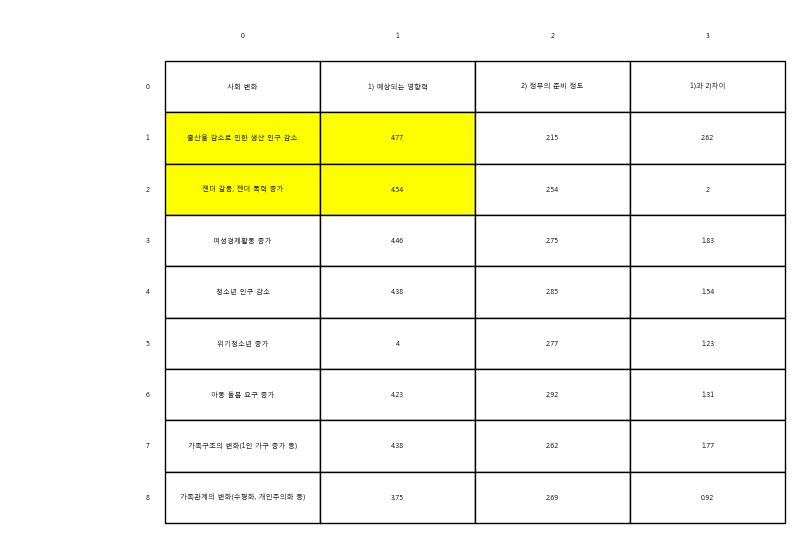 0 1 2 3
0 사회 변화 1) 예상되는 영향력 2) 정부의 준비 정도 1)과 2)차이
1 출산율 감소로 인한 생산 인구 감소 4.77 2.15 2.62
2 젠더 갈등, 젠더 폭력 증가 4.54 2.54 2
3 여성경제활동 증가 4.46 2.75 1.83
4 청소년 인구 감소 4.38 2.85 1.54
5 위기청소년 증가 4 2.77 1.23
6 아동 돌봄 요구 증가 4.23 2.92 1.31
7 가족구조의 변화(1인 가구 증가 등) 4.38 2.62 1.77
8 가족관계의 변화(수평화, 개인주의화 등) 3.75 2.69 0.92